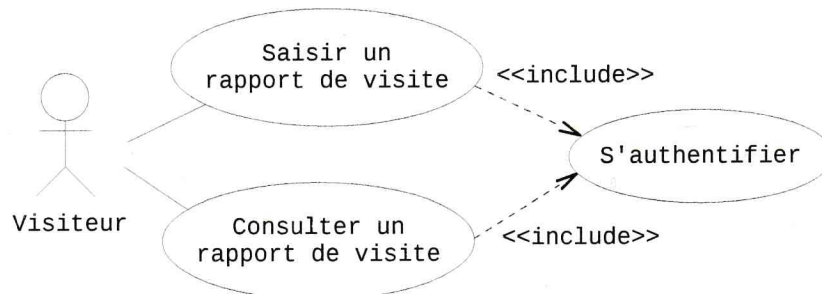 Saisir un
rapport de visite
<<include>>
S'authentifier
Visiteur
Consulter un
rapport de visite
<<include>>